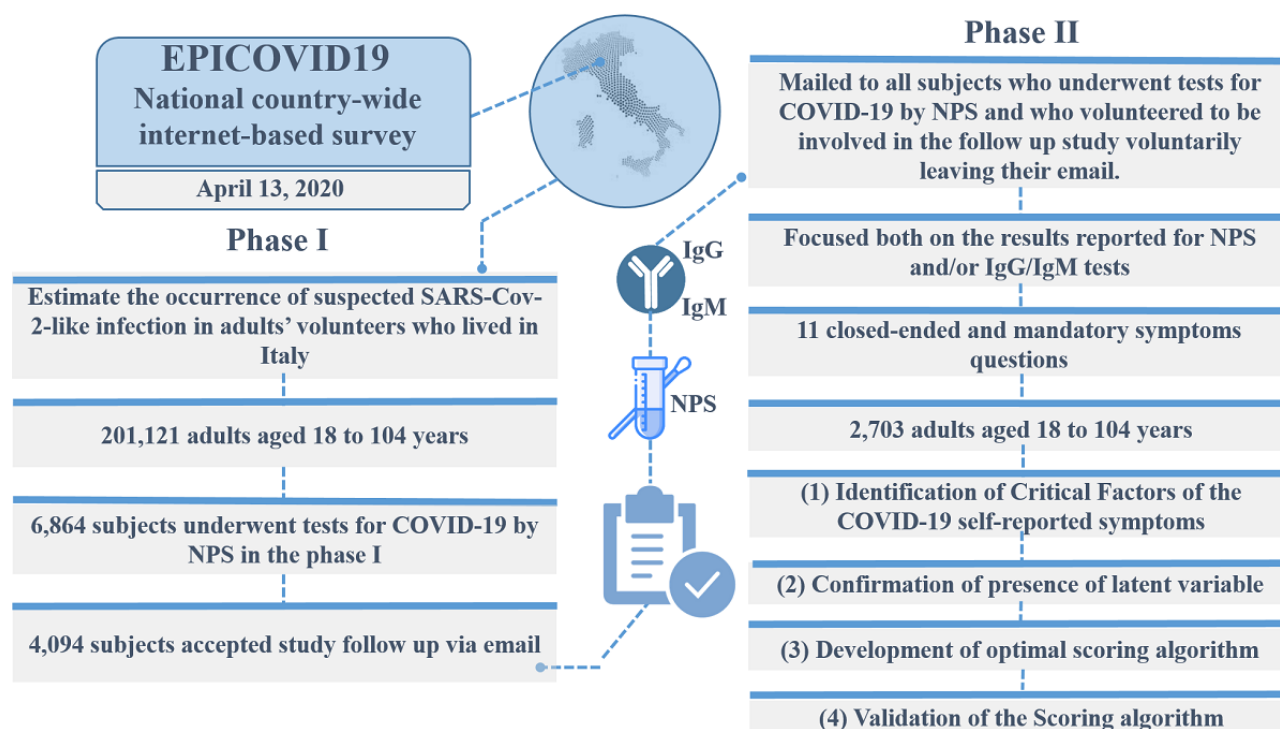 EPICOVID19
National country-wide
internet-based survey
April 13, 2020
Phase I
Estimate the occurrence of suspected SARS-Cov-
2-like infection in adults’ volunteers who lived in
Italy
201,121 adults aged 18 to 104 years
6,864 subjects underwent tests for COVID-19 by
NPS in the phase I
4,094 subjects accepted study follow up via email
IgG
IgM
NPS
Phase II
Mailed to all subjects who underwent tests for
COVID-19 by NPS and who volunteered to be
involved in the follow up study voluntarily
leaving their email.
Focused both on the results reported for NPS
and/or IgG/IgM tests
11 closed-ended and mandatory symptoms
questions
2,703 adults aged 18 to 104 years
(1) Identification of Critical Factors of the
COVID-19 self-reported symptoms
(2) Confirmation of presence of latent variable
(3) Development of optimal scoring algorithm
(4) Validation of the Scoring algorithm